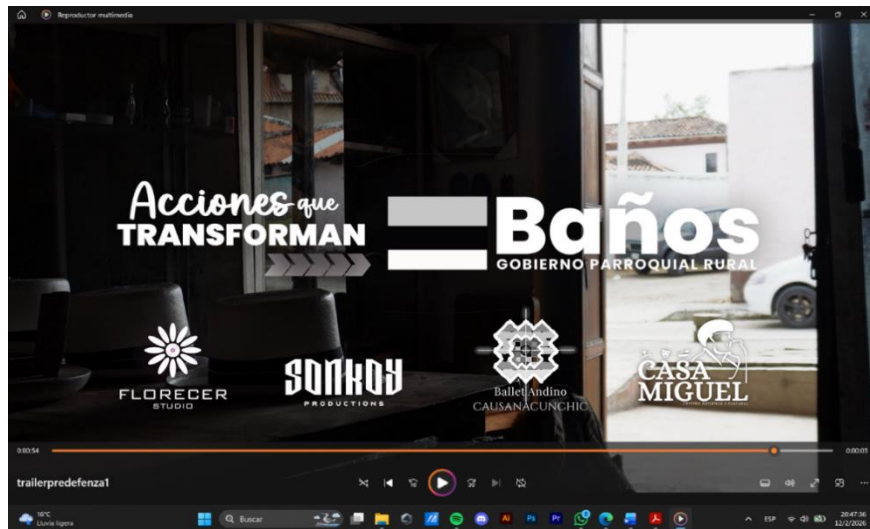 Reproductor multimedia
Acciones que
TRANSFORMAN
Baños
GOBIERNO PARROQUIAL RURAL
FLORECER
STUDIO
SONKOY
PRODUCTIONS
Ballet Andino
CAUSANACUNCHIC
CASA
MIGUEL
0:00:54
0:00:05
trailerpredefenza1
16°C
Lluvia ligera
Buscar
ESP
20:47:36
12/2/2026